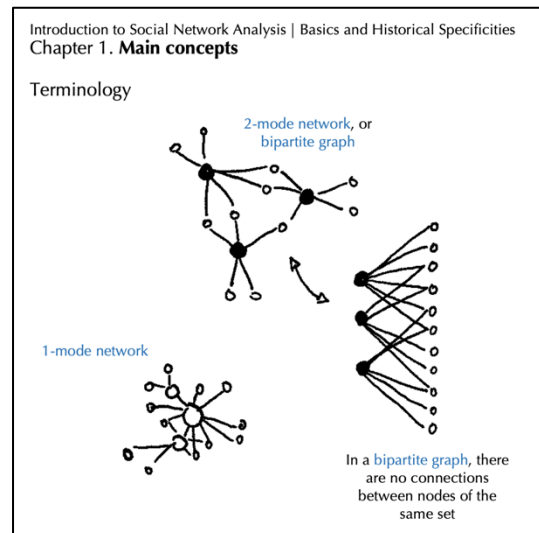 Introduction to Social Network Analysis | Basics and Historical Specificities
Chapter 1. Main concepts
Terminology
2-mode network, or
bipartite graph
1-mode network
In a bipartite graph, there
are no connections
between nodes of the
same set